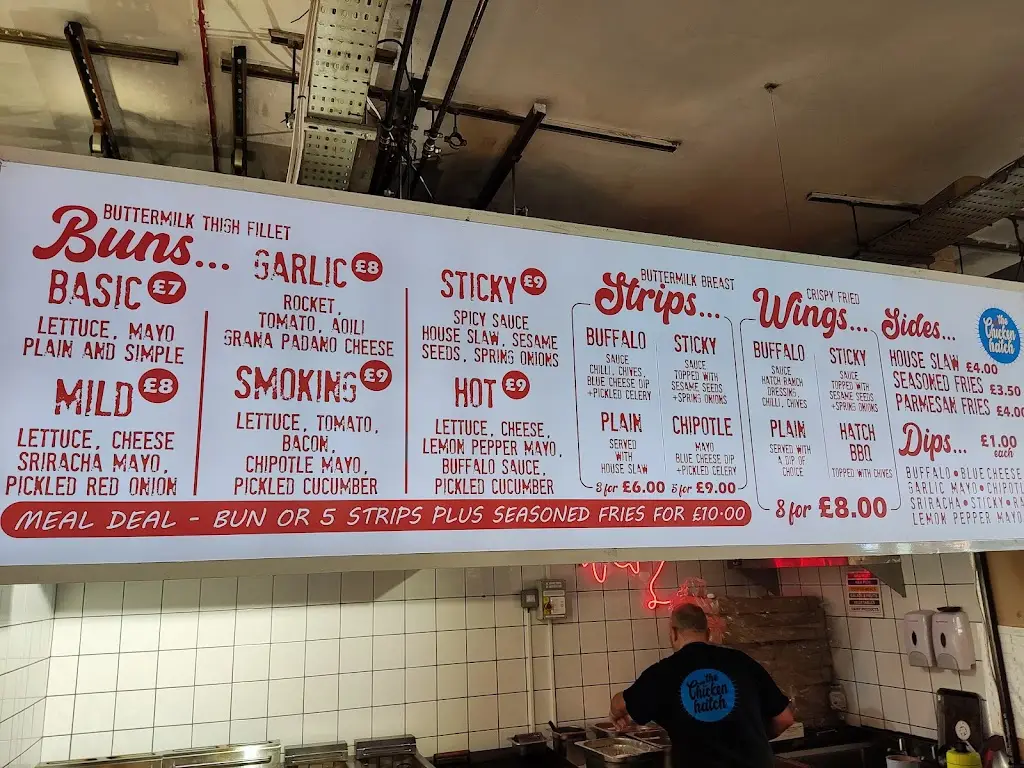 BUTTERMILK THIGH FILLET
Buns...
BASIC £7
LETTUCE, MAYO
PLAIN AND SIMPLE
MILD £8
LETTUCE, CHEESE
SRIRACHA MAYO,
PICKLED RED ONION
GARLIC £8
ROCKET,
TOMATO, AOILI
GRANA PADANO CHEESE
SMOKING £9
LETTUCE, TOMATO,
BACON,
CHIPOTLE MAYO,
PICKLED CUCUMBER
STICKY £9
SPICY SAUCE
HOUSE SLAW, SESAME
SEEDS, SPRING ONIONS
HOT £9
LETTUCE, CHEESE,
LEMON PEPPER MAYO,
BUFFALO SAUCE,
PICKLED CUCUMBER
MEAL DEAL - BUN OR 5 STRIPS PLUS SEASONED FRIES FOR £10.00
BUTTERMILK BREAST
Strips...
BUFFALO
SAUCE
CHILLI, CHIVES,
BLUE CHEESE DIP
+PICKLED CELERY
STICKY
SAUCE
TOPPED WITH
SESAME SEEDS
+SPRING ONIONS
PLAIN
SERVED
WITH
HOUSE SLAW
CHIPOTLE
MAYO
BLUE CHEESE DIP
+PICKLED CELERY
3 for £6.00 5 for £9.00
CRISPY FRIED
Wings...
BUFFALO
SAUCE
HATCH RANCH
DRESSING,
CHILLI, CHIVES
STICKY
SAUCE
TOPPED WITH
SESAME SEEDS
+SPRING ONIONS
PLAIN
SERVED WITH
A DIP OF
CHOICE
HATCH
BBQ
TOPPED WITH CHIVES
8 for £8.00
Sides...
the
Chicken
hatch
HOUSE SLAW £4.00
SEASONED FRIES £3.50
PARMESAN FRIES £4.00
Dips... £1.00
each
BUFFALO • BLUE CHEESE
GARLIC MAYO • CHIPOTL
SRIRACHA • STICKY • RA
LEMON PEPPER MAYO
the
Chicken
hatch